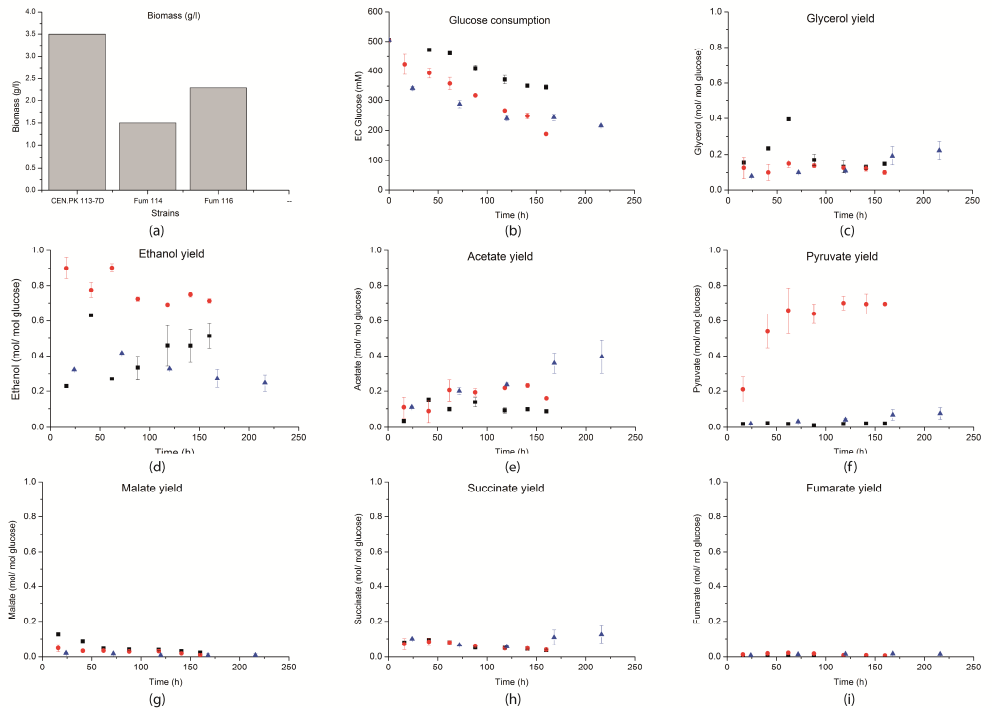 Biomass (g/l)
Biomass (g/l)
4.0
3.5
3.0
2.5
2.0
1.5
1.0
0.5
0.0
CEN.PK 113-7D Fum 114 Fum 116 --
Strains
(a)
Glucose consumption
EC Glucose (mM)
600
500
400
300
200
100
0
0 50 100 150 200 250
Time (h)
(b)
Glycerol yield
Glycerol (mol/ mol glucose)
1.0
0.8
0.6
0.4
0.2
0.0
0 50 100 150 200 250
Time (h)
(c)
Ethanol yield
Ethanol (mol/ mol glucose)
1.0
0.8
0.6
0.4
0.2
0.0
0 50 100 150 200 250
Time (h)
(d)
Acetate yield
Acetate (mol/ mol glucose)
1.0
0.8
0.6
0.4
0.2
0.0
0 50 100 150 200 250
Time (h)
(e)
Pyruvate yield
Pyruvate (mol/ mol glucose)
1.0
0.8
0.6
0.4
0.2
0.0
0 50 100 150 200 250
Time (h)
(f)
Malate yield
Malate (mol/ mol glucose)
1.0
0.8
0.6
0.4
0.2
0.0
0 50 100 150 200 250
Time (h)
(g)
Succinate yield
Succinate (mol/ mol glucose)
1.0
0.8
0.6
0.4
0.2
0.0
0 50 100 150 200 250
Time (h)
(h)
Fumarate yield
Fumarate (mol/ mol glucose)
1.0
0.8
0.6
0.4
0.2
0.0
0 50 100 150 200 250
Time (h)
(i)